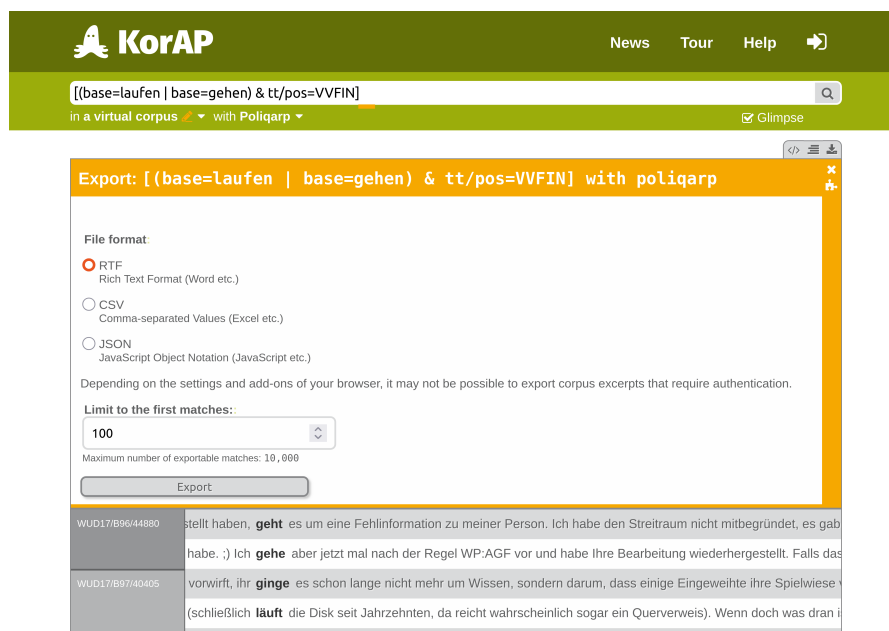 KorAP
News Tour Help
[(base=laufen | base=gehen) & tt/pos=VVFIN]
in a virtual corpus with Poliqarp
Glimpse
Export: [(base=laufen | base=gehen) & tt/pos=VVFIN] with poliqarp
File format:
RTF
Rich Text Format (Word etc.)
CSV
Comma-separated Values (Excel etc.)
JSON
JavaScript Object Notation (JavaScript etc.)
Depending on the settings and add-ons of your browser, it may not be possible to export corpus excerpts that require authentication.
Limit to the first matches::
100
Maximum number of exportable matches: 10,000
Export
WUD17/B96/44880 stellt haben, geht es um eine Fehlinformation zu meiner Person. Ich habe den Streitraum nicht mitbegründet, es gab
habe. ;) Ich gehe aber jetzt mal nach der Regel WP:AGF vor und habe Ihre Bearbeitung wiederhergestellt. Falls das
WUD17/B97/40405 vorwirft, ihr ginge es schon lange nicht mehr um Wissen, sondern darum, dass einige Eingeweihte ihre Spielwiese
(schließlich läuft die Disk seit Jahrzehnten, da reicht wahrscheinlich sogar ein Querverweis). Wenn doch was dran